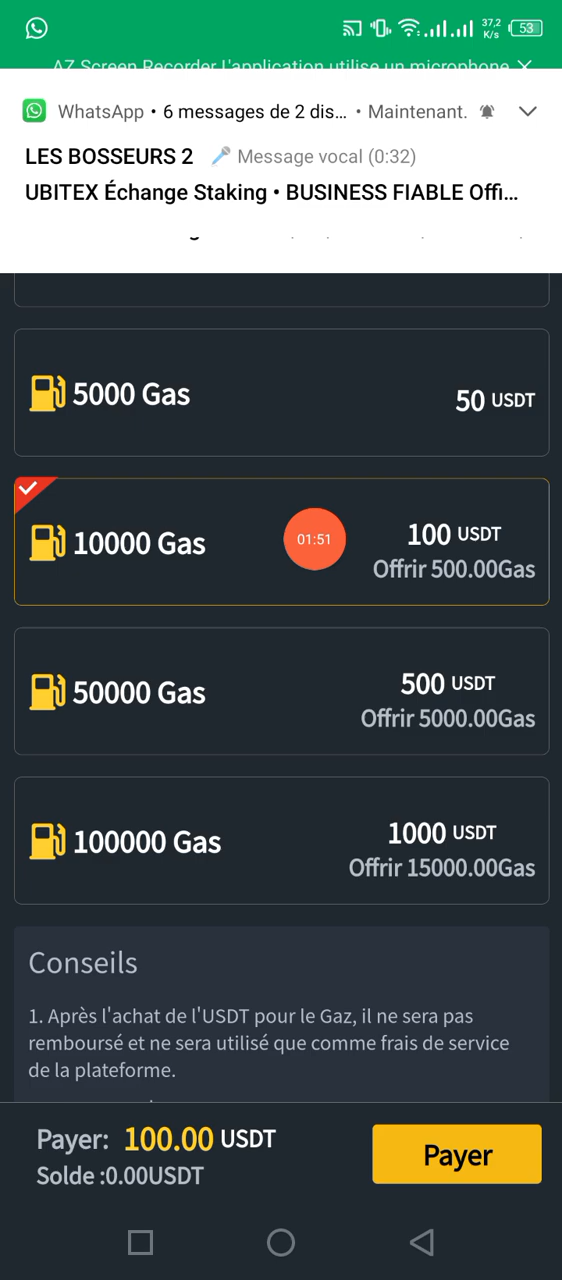 37,2
K/s
53
AZ Screen Recorder L'application utilise un microphone
WhatsApp • 6 messages de 2 dis... • Maintenant.
LES BOSSEURS 2 🎤 Message vocal (0:32)
UBITEX Échange Staking • BUSINESS FIABLE Offi...
5000 Gas
50 USDT
10000 Gas
01:51
100 USDT
Offrir 500.00Gas
50000 Gas
500 USDT
Offrir 5000.00Gas
100000 Gas
1000 USDT
Offrir 15000.00Gas
Conseils
1. Après l'achat de l'USDT pour le Gaz, il ne sera pas
remboursé et ne sera utilisé que comme frais de service
de la plateforme.
Payer: 100.00 USDT
Solde :0.00USDT
Payer